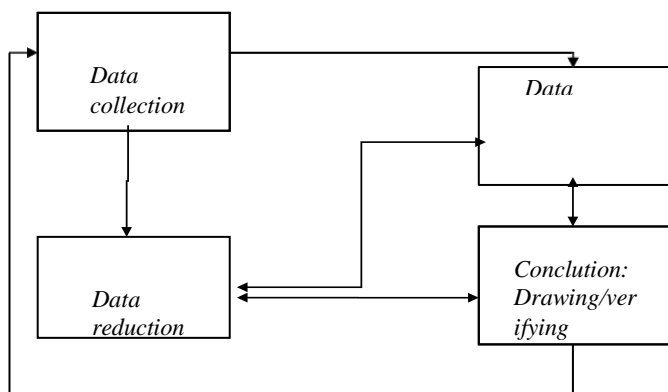 Data
collection
Data
Data
reduction
Conclution:
Drawing/ver
ifying